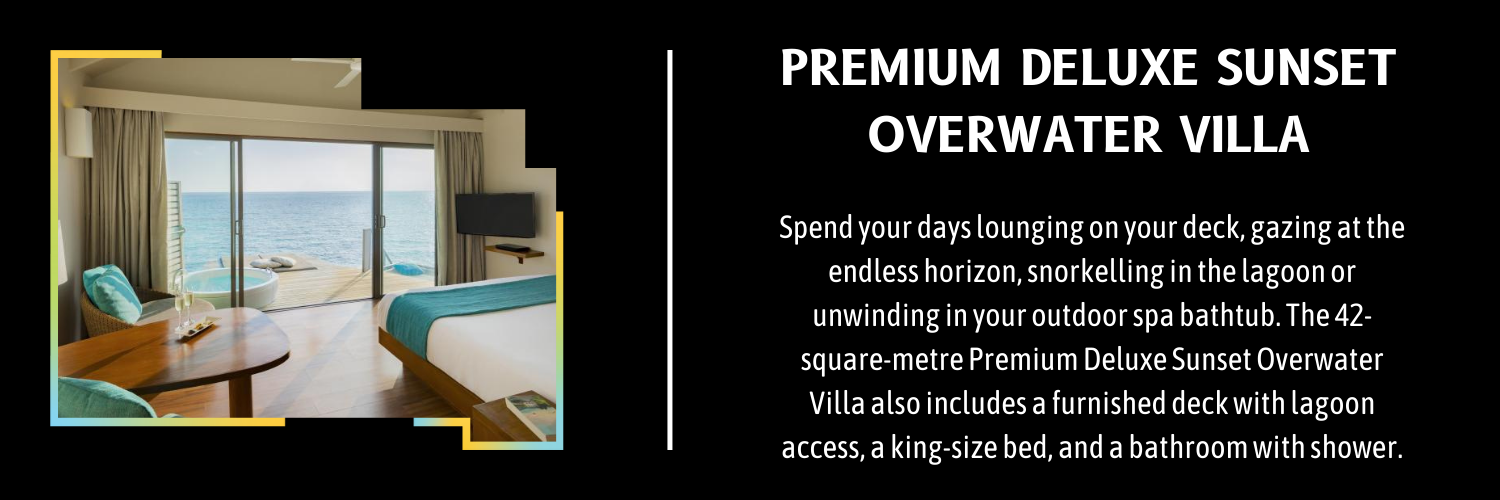 PREMIUM DELUXE SUNSET
OVERWATER VILLA
Spend your days lounging on your deck, gazing at the
endless horizon, snorkelling in the lagoon or
unwinding in your outdoor spa bathtub. The 42-
square-metre Premium Deluxe Sunset Overwater
Villa also includes a furnished deck with lagoon
access, a king-size bed, and a bathroom with shower.